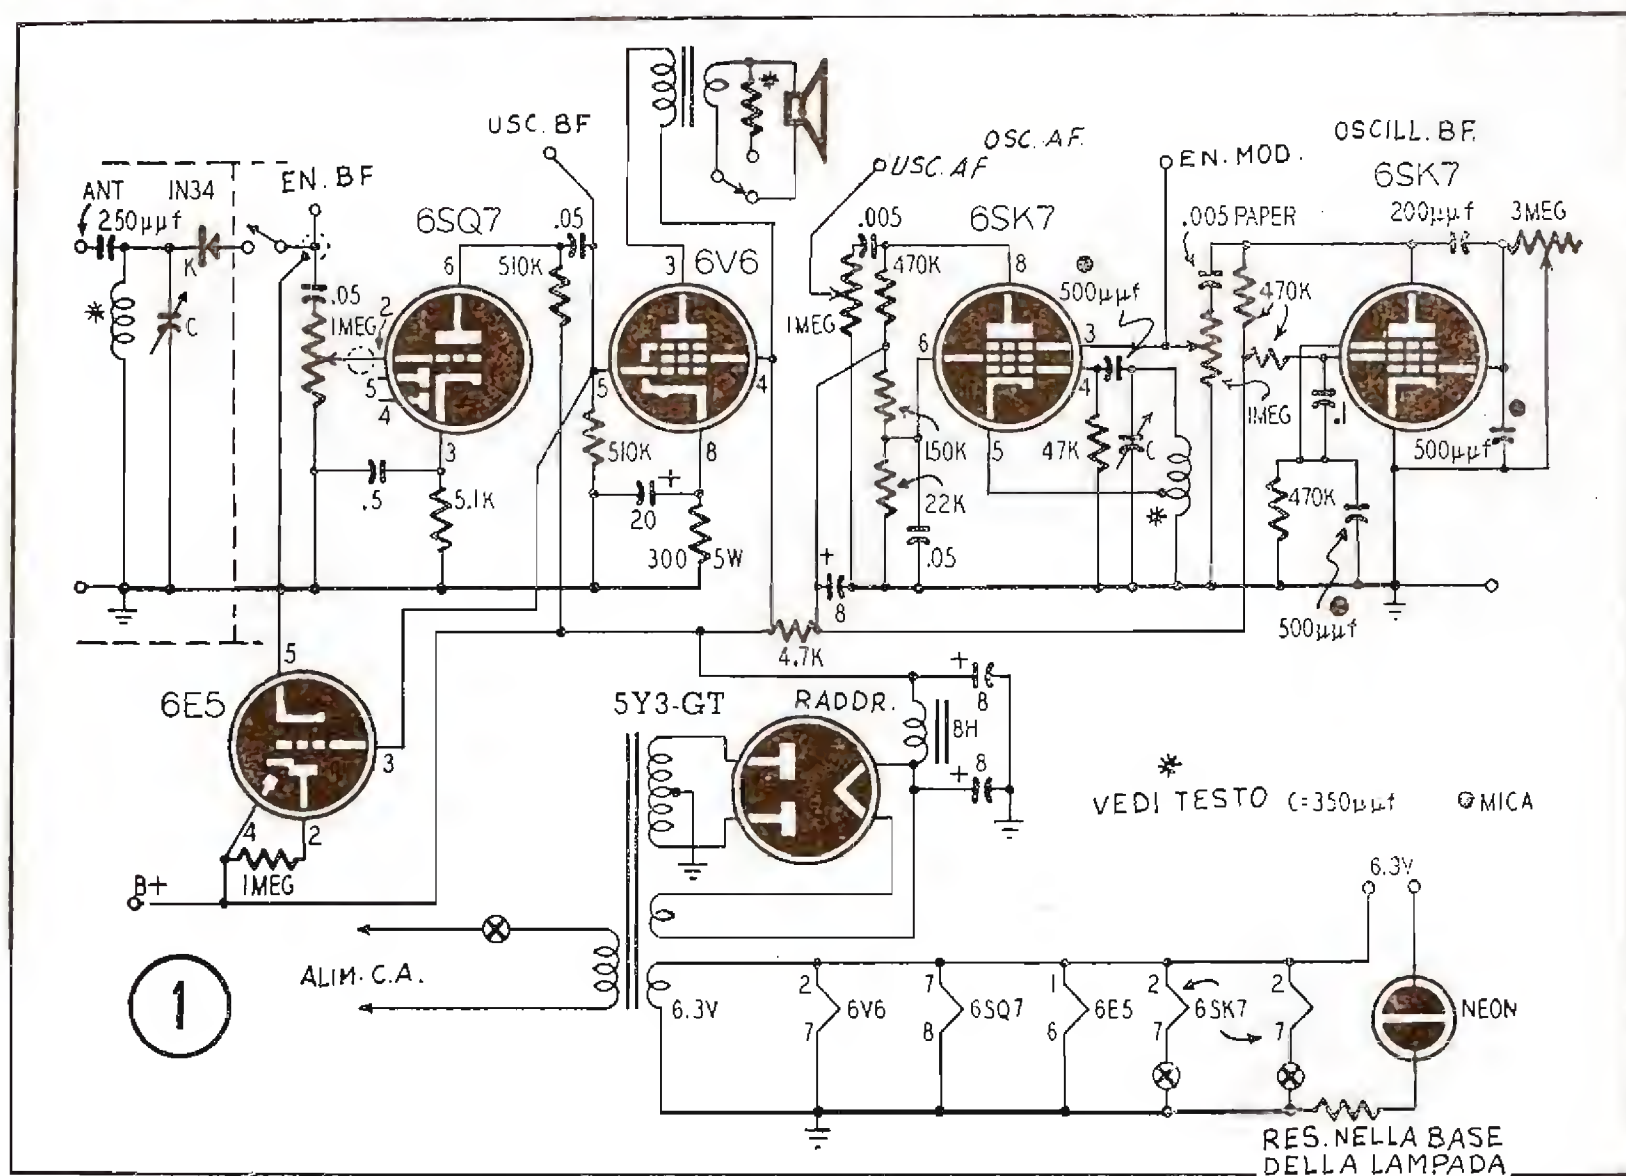 USC. BF
OSC. AF.
OSCILL. BF.
USC. AF
EN. MOD.
6SK7
ANT
IN34
EN. BF
250µµf
6SQ7
.05
6V6
.005
6SK7
.005 PAPER
200µµf
3MEG
K
C
.05
2
1MEG
5
4
6
3
510K
3
5
4
8
510K
1MEG
470K
8
6
500µµf
3
4
5
470K
1MEG
.1
500µµf
.5
5.1K
20
+
300
5W
150K
22K
.05
47K
C
470K
500µµf
+
8
4.7K
5
6E5
3
4
2
1MEG
B+
5Y3-GT
RADDR.
+
8
8H
+
8
VEDI TESTO
C=350µµf
MICA
ALIM. C.A.
1
6.3V
2
7
6V6
7
8
6SQ7
1
6
6E5
2
7
6SK7
2
7
6.3V
NEON
RES. NELLA BASE
DELLA LAMPADA